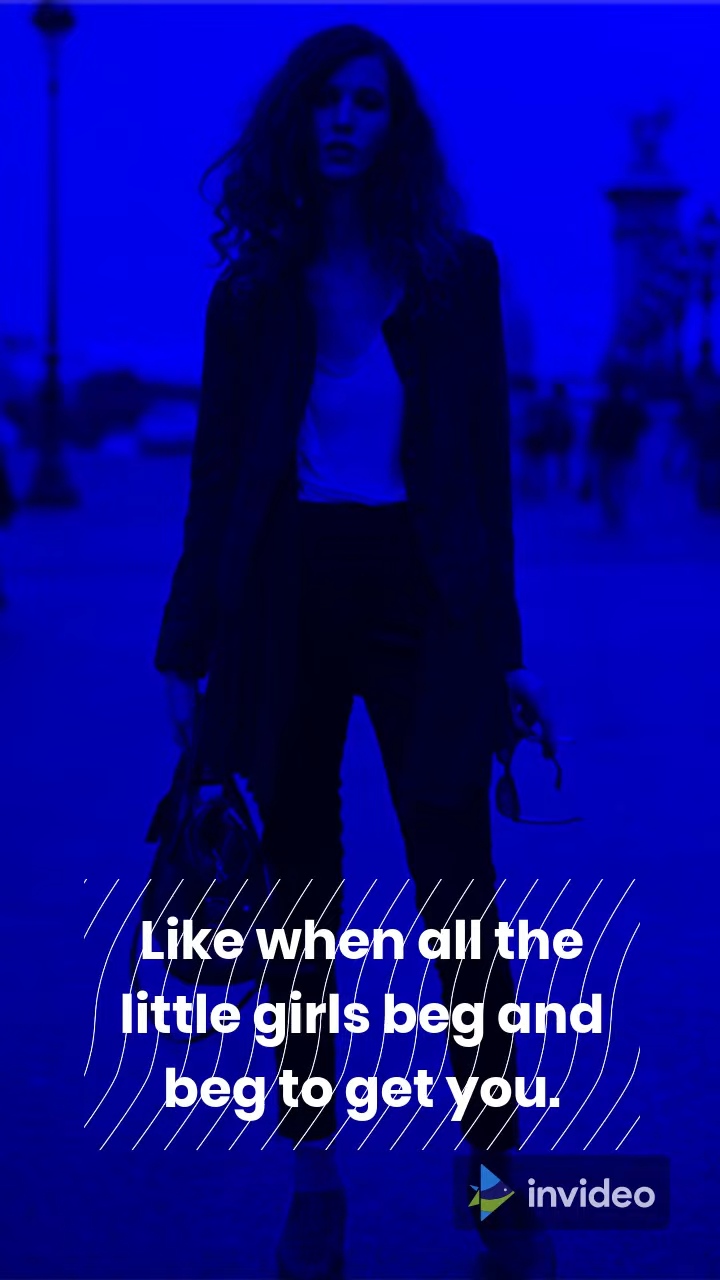 Like when all the
little girls beg and
beg to get you.
invideo